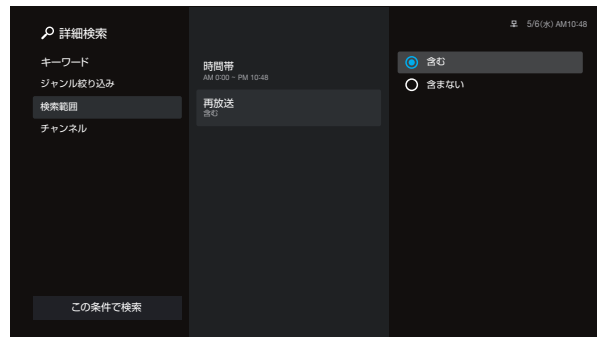 詳細検索
5/6(水) AM10:48
キーワード
ジャンル絞り込み
検索範囲
チャンネル
この条件で検索
時間帯
AM 0:00 ~ PM 10:48
再放送
含む
含む
含まない